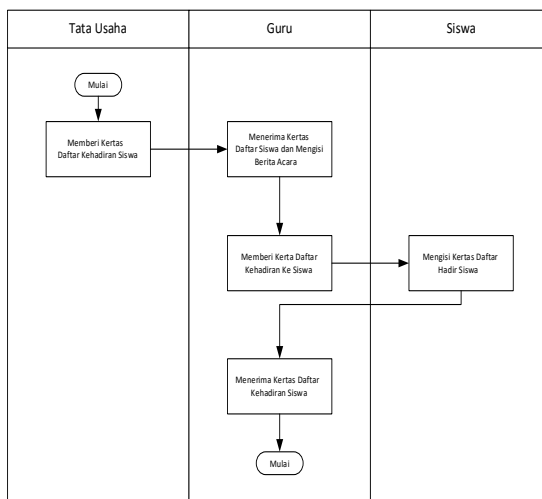 Tata Usaha
Guru
Siswa
Mulai
Memberi Kertas
Daftar Kehadiran Siswa
Menerima Kertas
Daftar Siswa dan Mengisi
Berita Acara
Memberi Kerta Daftar
Kehadiran Ke Siswa
Mengisi Kertas Daftar
Hadir Siswa
Menerima Kertas Daftar
Kehadiran Siswa
Mulai